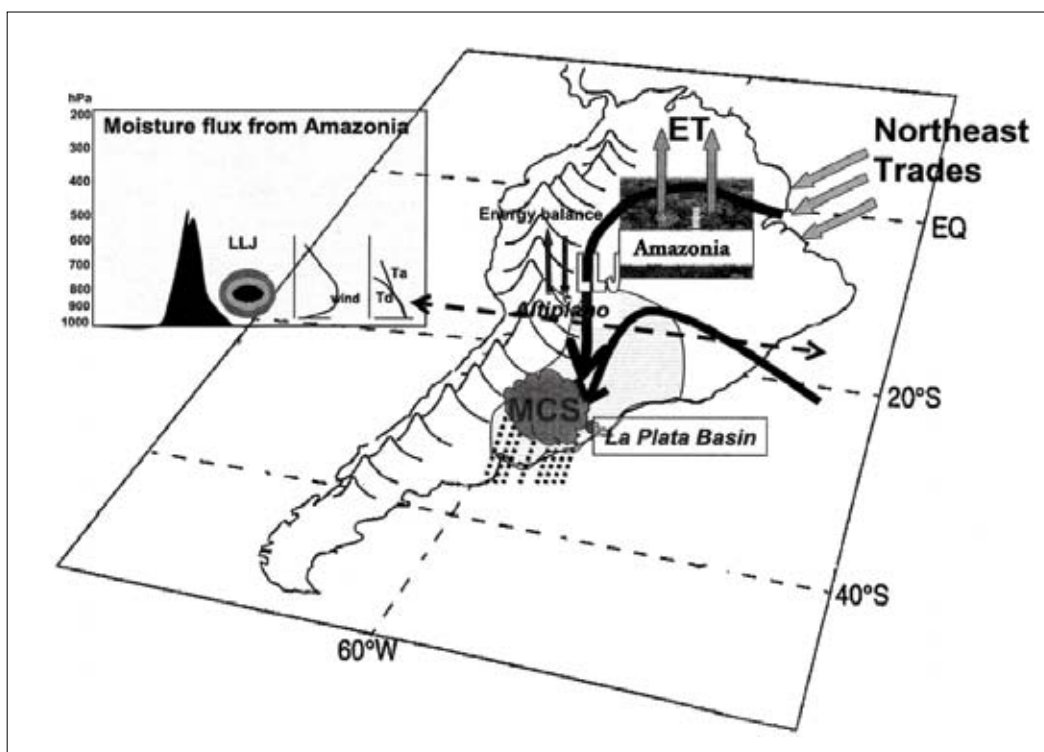 hPa
200
300
400
500
600
700
800
900
1000
Moisture flux from Amazonia
LLJ
wind
Ta
Td
ET
Northeast
Trades
Energy balance
Amazonia
EQ
Altiplano
20°S
MCS
La Plata Basin
40°S
60°W